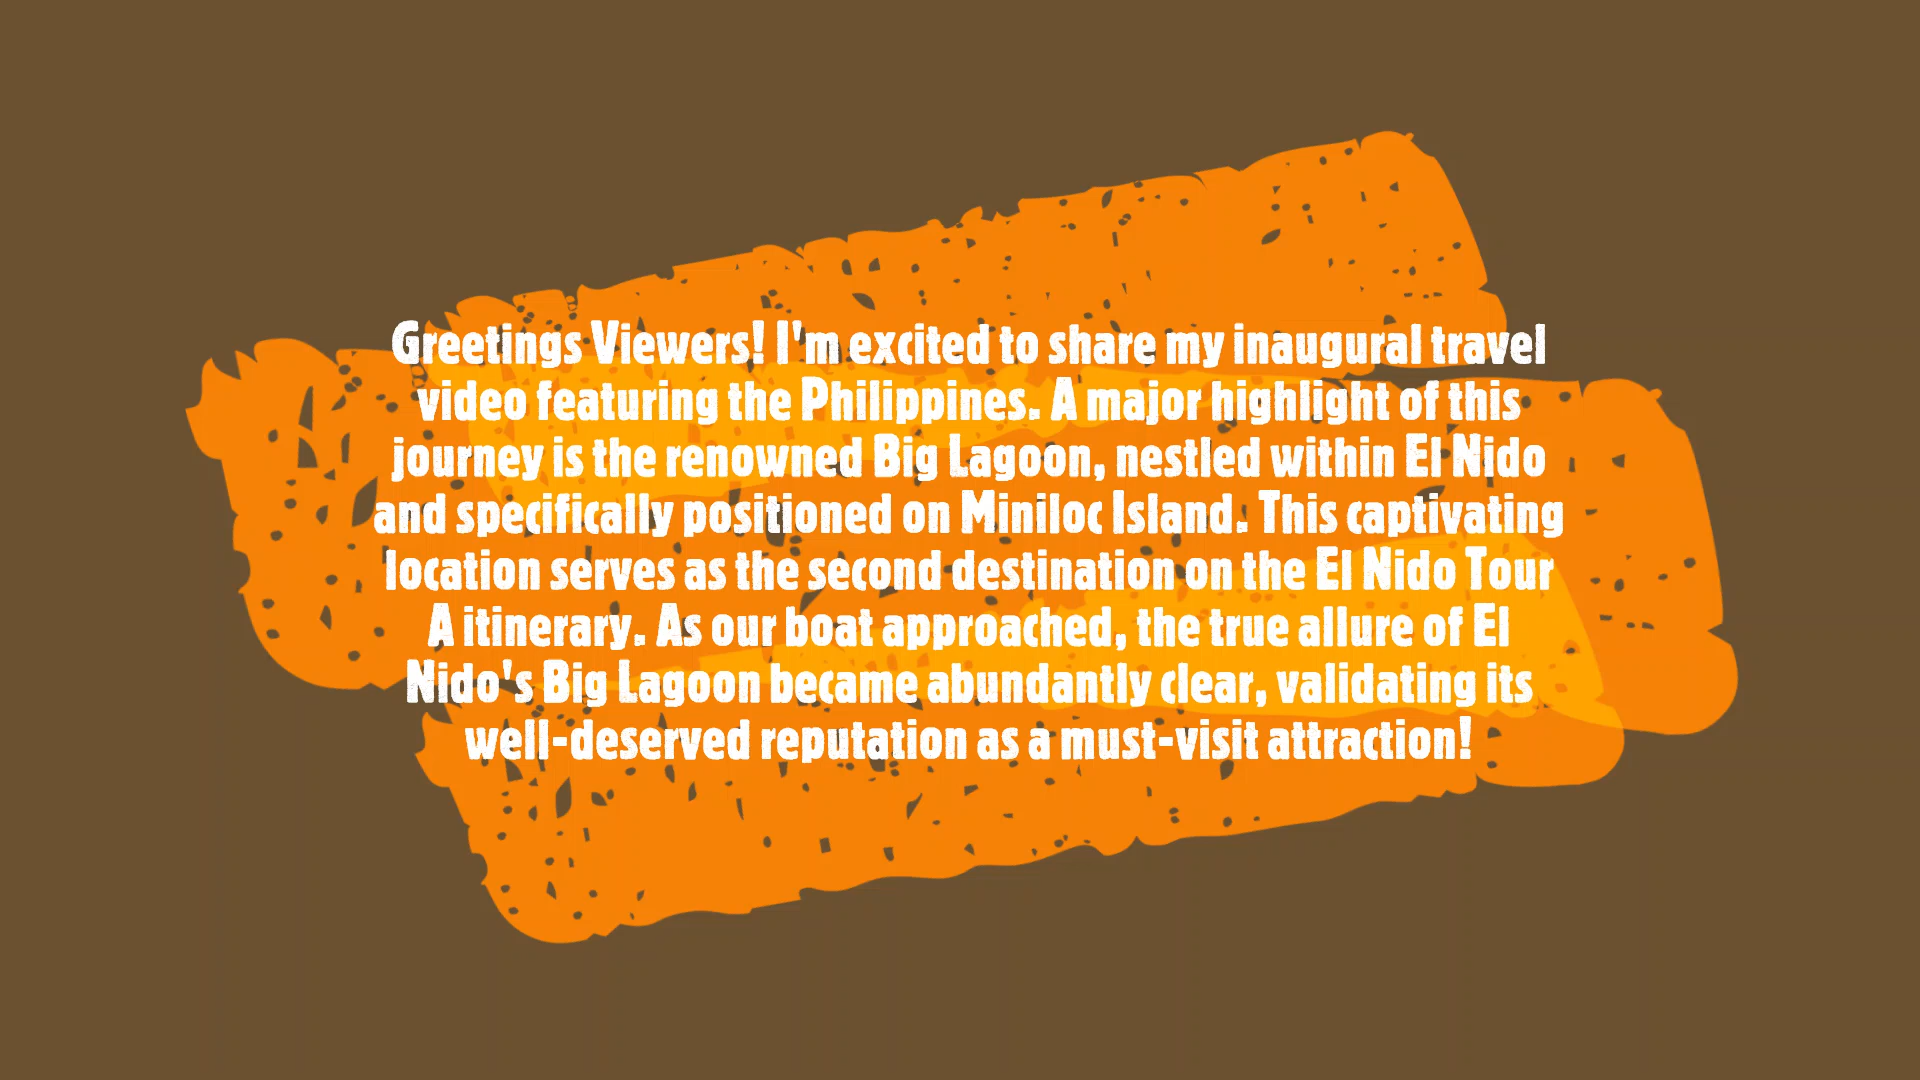 Greetings Viewers! I'm excited to share my inaugural travel
video featuring the Philippines. A major highlight of this
journey is the renowned Big Lagoon, nestled within El Nido
and specifically positioned on Miniloc Island. This captivating
location serves as the second destination on the El Nido Tour
A itinerary. As our boat approached, the true allure of El
Nido's Big Lagoon became abundantly clear, validating its
well-deserved reputation as a must-visit attraction!